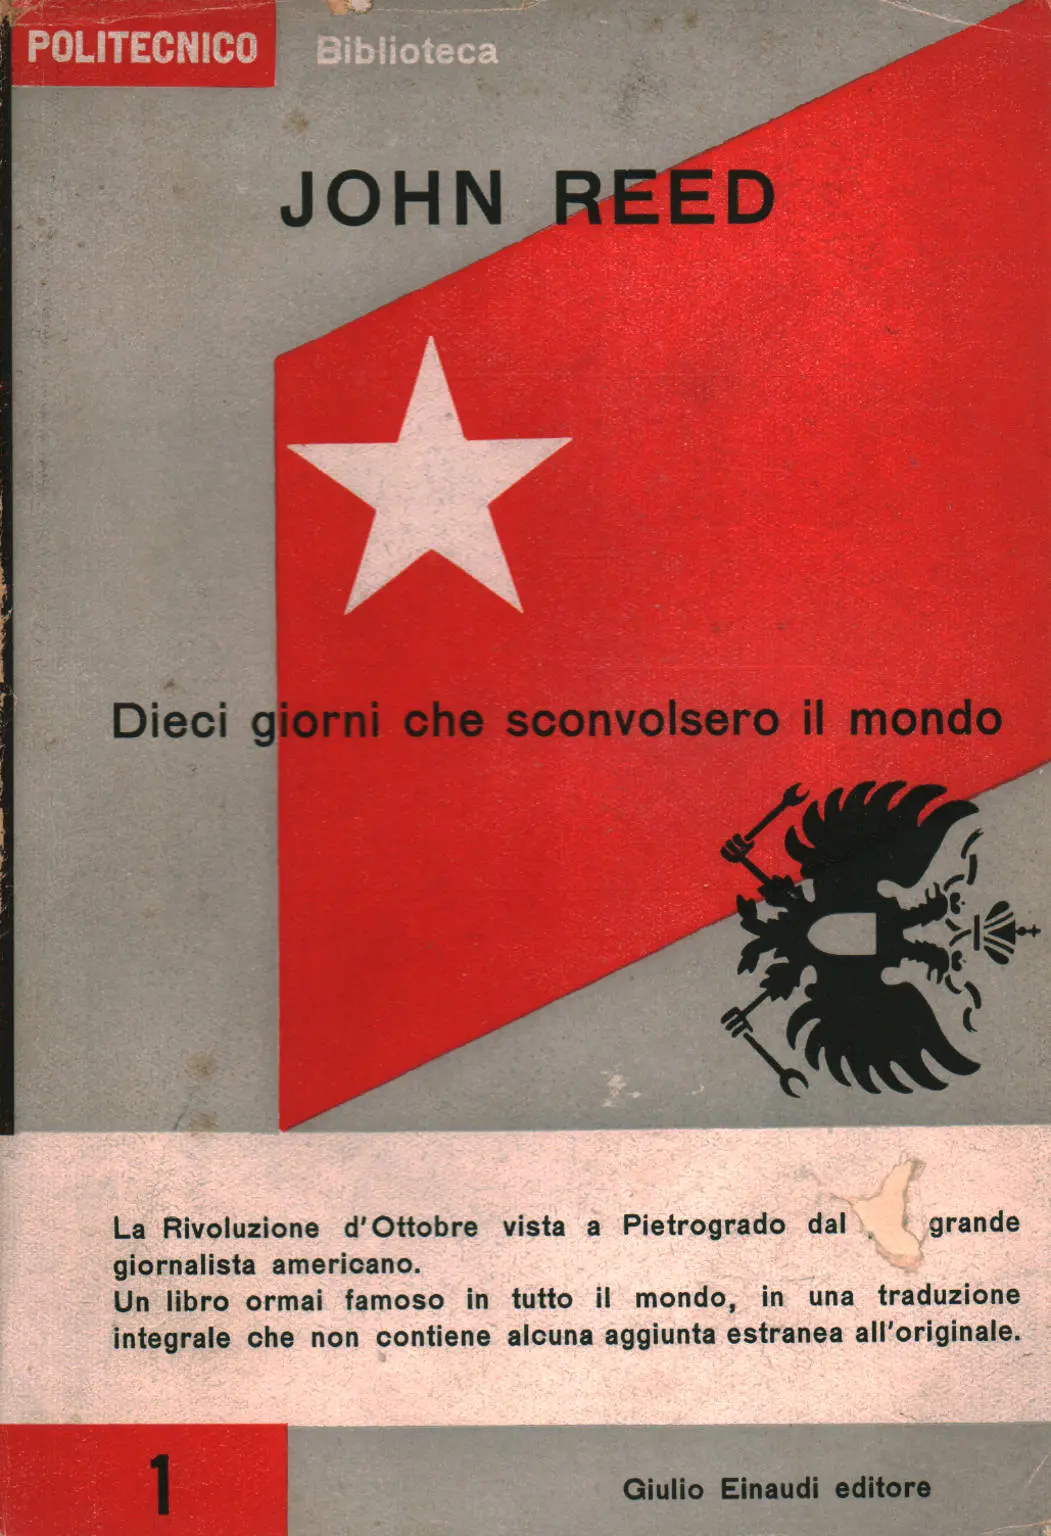 POLITECNICO Biblioteca
JOHN REED
Dieci giorni che sconvolsero il mondo
La Rivoluzione d'Ottobre vista a Pietrogrado dal grande
giornalista americano.
Un libro ormai famoso in tutto il mondo, in una traduzione
integrale che non contiene alcuna aggiunta estranea all'originale.
1
Giulio Einaudi editore